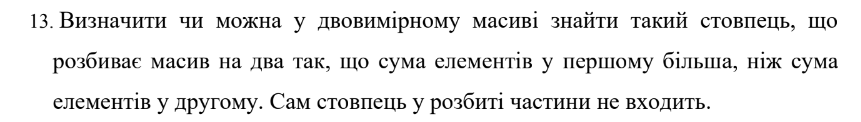 13. Визначити чи можна у двовимірному масиві знайти такий стовпець, що
розбиває масив на два так, що сума елементів у першому більша, ніж сума
елементів у другому. Сам стовпець у розбиті частини не входить.